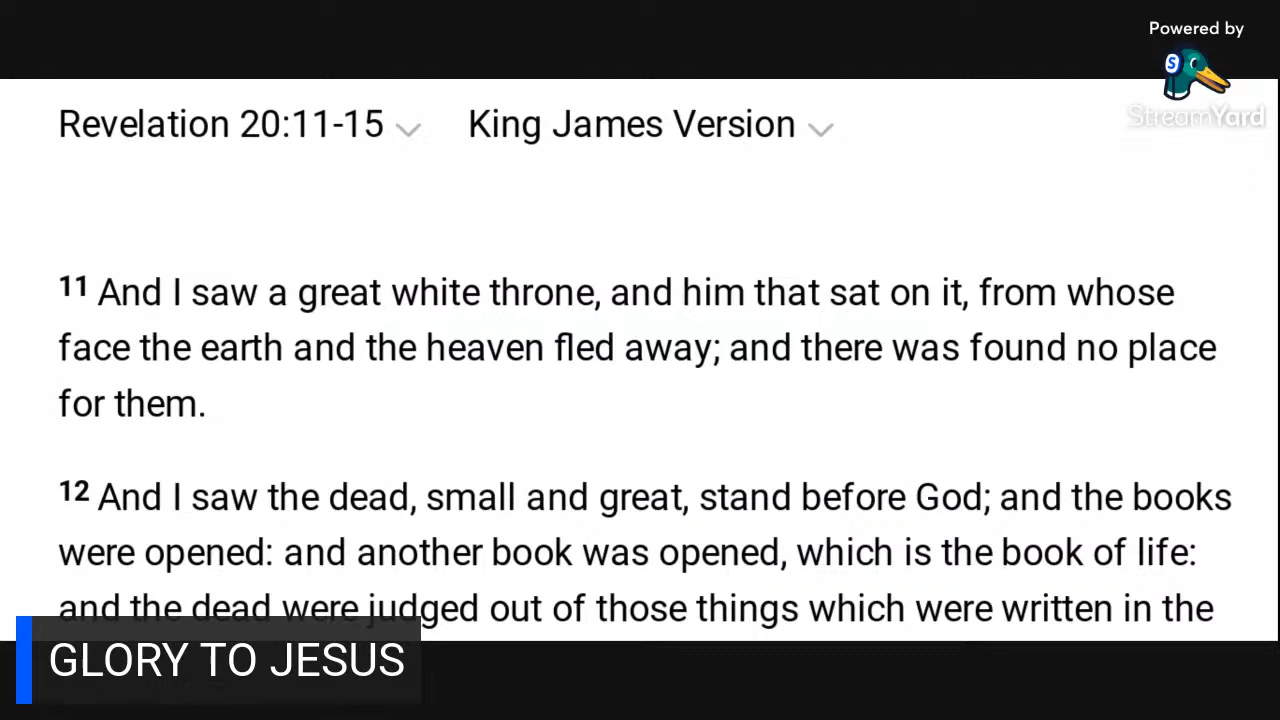 Powered by
S
StreamYard
Revelation 20:11-15 King James Version
11 And I saw a great white throne, and him that sat on it, from whose
face the earth and the heaven fled away; and there was found no place
for them.
12 And I saw the dead, small and great, stand before God; and the books
were opened: and another book was opened, which is the book of life:
and the dead were judged out of those things which were written in the
GLORY TO JESUS